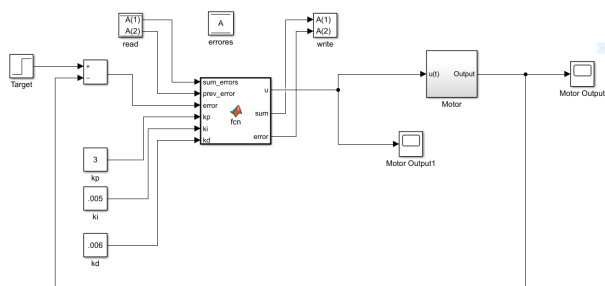 A(1)
A(2)
read
A
errores
A(1)
A(2)
write
Target
+
−
sum_errors
prev_error
error
kp
ki
kd
fcn
u
sum
error
u(t)
Output
Motor
Motor Output
Motor Output1
3
kp
.005
ki
.006
kd